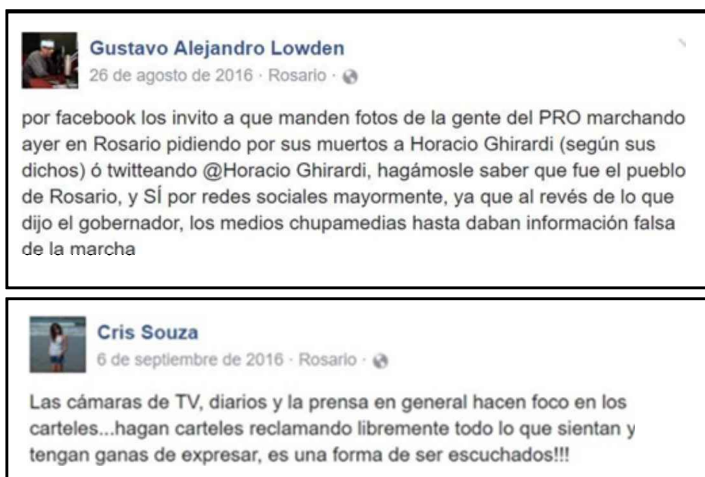 Gustavo Alejandro Lowden
26 de agosto de 2016 · Rosario ·
por facebook los invito a que manden fotos de la gente del PRO marchando
ayer en Rosario pidiendo por sus muertos a Horacio Ghirardi (según sus
dichos) ó twitteando @Horacio Ghirardi, hagámosle saber que fue el pueblo
de Rosario, y SÍ por redes sociales mayormente, ya que al revés de lo que
dijo el gobernador, los medios chupamedias hasta daban información falsa
de la marcha
Cris Souza
6 de septiembre de 2016 · Rosario ·
Las cámaras de TV, diarios y la prensa en general hacen foco en los
carteles...hagan carteles reclamando libremente todo lo que sientan y
tengan ganas de expresar, es una forma de ser escuchados!!!